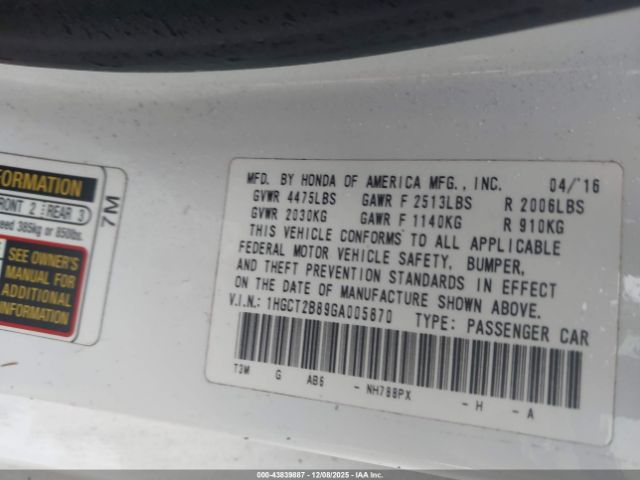 ORMATION
FRONT 2 REAR 3
eed 385kg or 850lbs.
SEE OWNER'S
MANUAL FOR
ADDITIONAL
INFORMATION
7M
MFD. BY HONDA OF AMERICA MFG., INC. 04/'16
GVWR 4475LBS GAWR F 2513LBS R 2006LBS
GVWR 2030KG GAWR F 1140KG R 910KG
THIS VEHICLE CONFORMS TO ALL APPLICABLE
FEDERAL MOTOR VEHICLE SAFETY, BUMPER,
AND THEFT PREVENTION STANDARDS IN EFFECT
ON THE DATE OF MANUFACTURE SHOWN ABOVE.
V.I.N.: 1HGCT2B89GA005870 TYPE: PASSENGER CAR
T3M G AB6 - NH788PX - H - A
00-43839887 * 12/08/2025 * IAA INC.